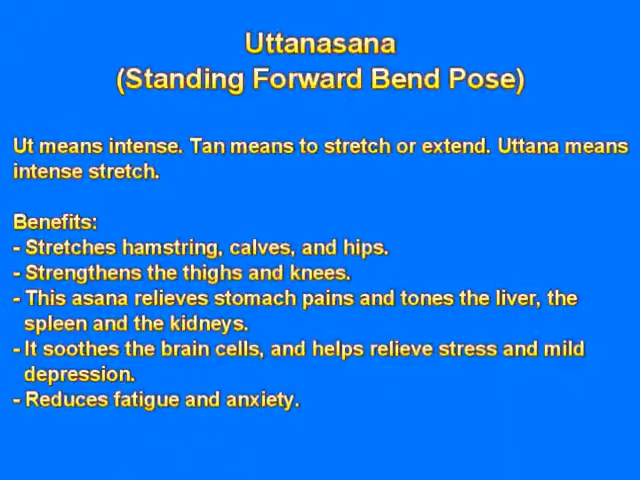 Uttanasana
(Standing Forward Bend Pose)
Ut means intense. Tan means to stretch or extend. Uttana means
intense stretch.
Benefits:
- Stretches hamstring, calves, and hips.
- Strengthens the thighs and knees.
- This asana relieves stomach pains and tones the liver, the
spleen and the kidneys.
- It soothes the brain cells, and helps relieve stress and mild
depression.
- Reduces fatigue and anxiety.